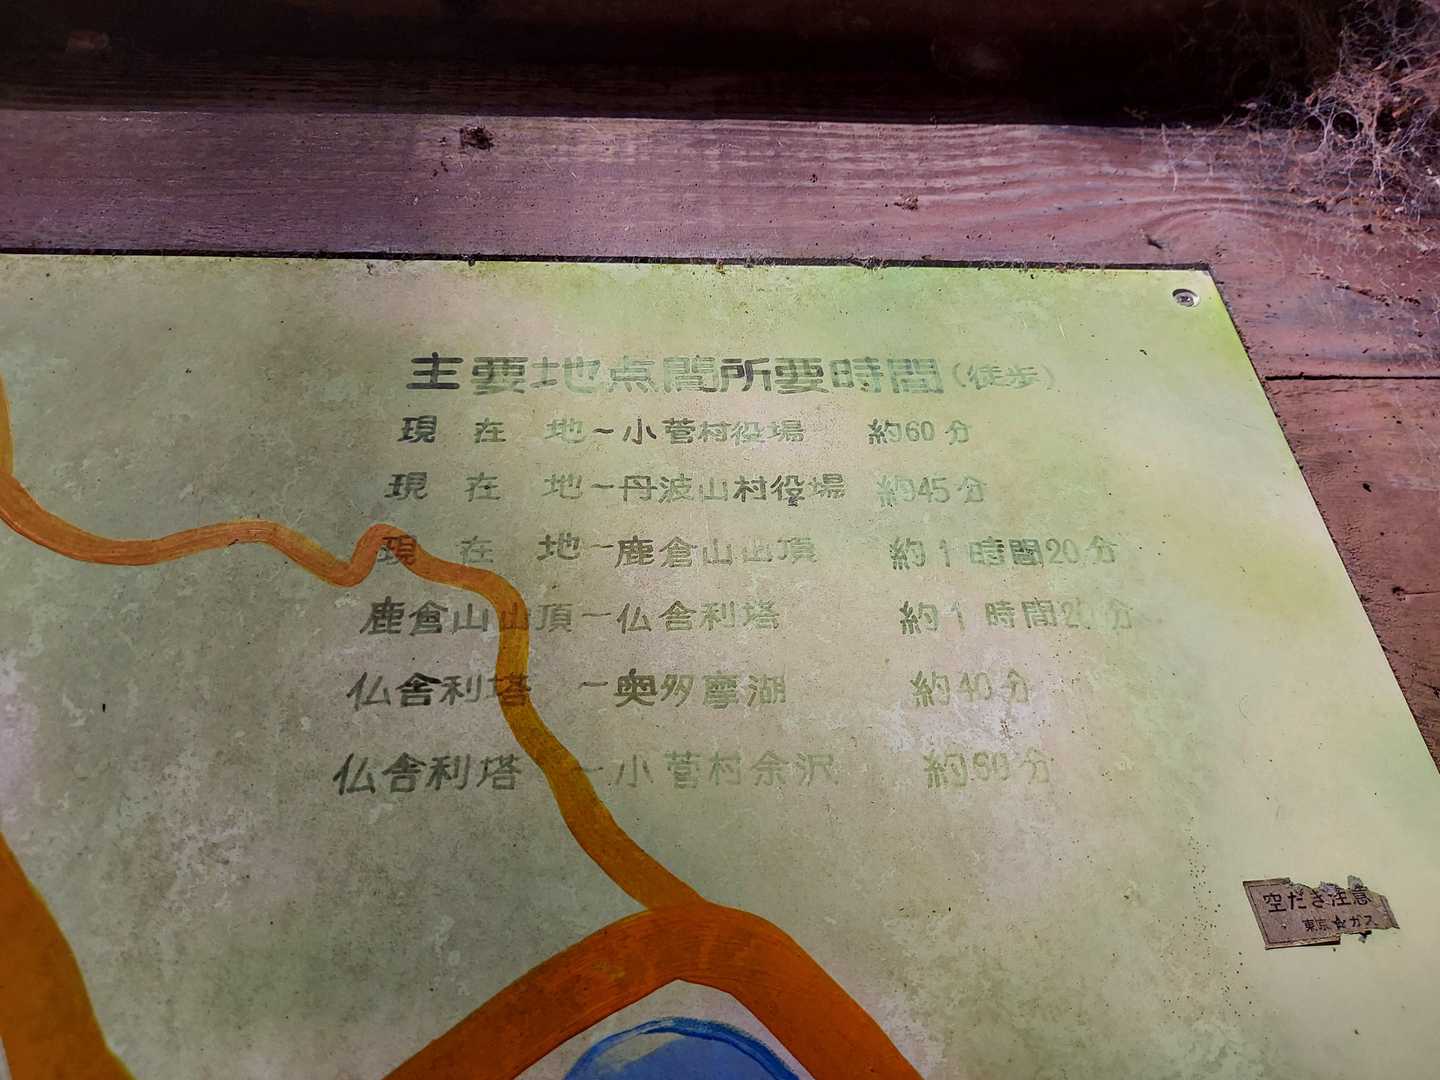 主要地点間所要時間(徒歩)
現在地～小菅村役場 約60分
現在地～丹波山村役場 約45分
現在地～鹿倉山山頂 約1時間20分
鹿倉山山頂～仏舎利塔 約1時間20分
仏舎利塔～奥多摩湖 約40分
仏舎利塔～小菅村余沢 約60分
空だき注意
東京ガス